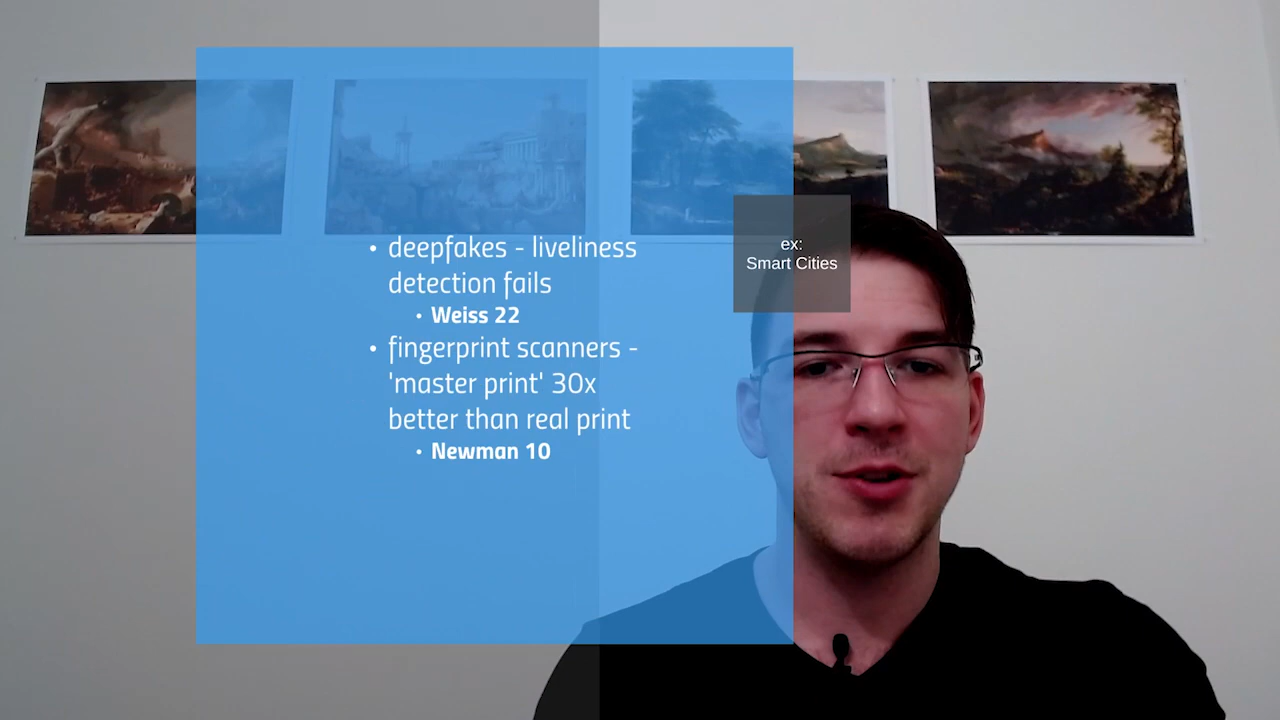 • deepfakes - liveliness
detection fails
• Weiss 22
• fingerprint scanners -
'master print' 30x
better than real print
• Newman 10
ex:
Smart Cities